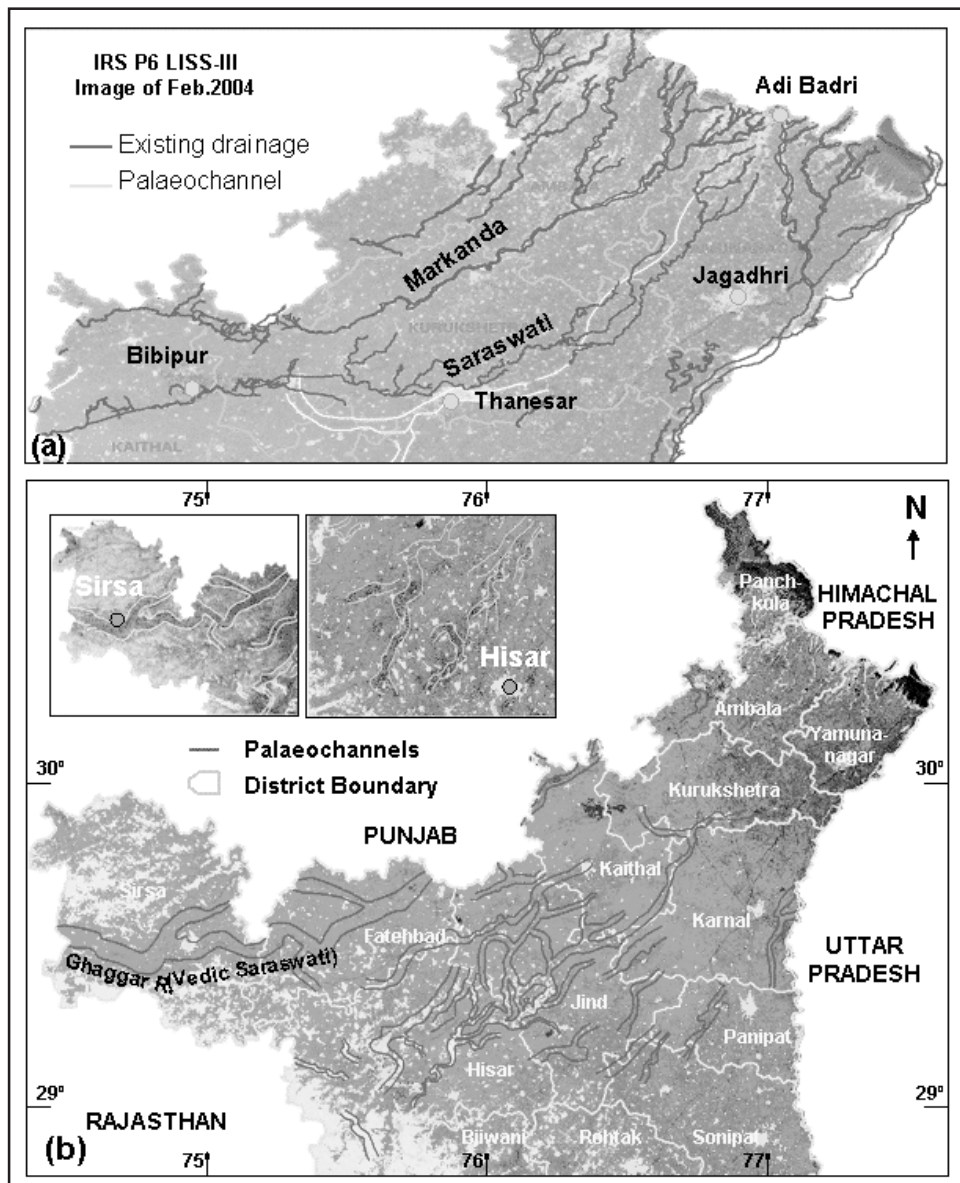 IRS P6 LISS-III
Image of Feb.2004
Existing drainage
Palaeochannel
Adi Badri
Markanda
Jagadhri
KURUKSHETRA
Saraswati
Bibipur
Thanesar
KAITHAL
(a)
75
76
77
N
Sirsa
Hisar
Panch-
kula
HIMACHAL
PRADESH
Ambala
Yamuna-
nagar
Palaeochannels
District Boundary
30°
30°
Kurukshetra
PUNJAB
Kaithal
Sirsa
Karnal
Fatehbad
Ghaggar R.(Vedic Saraswati)
UTTAR
PRADESH
Jind
Panipat
Hisar
29°
29°
RAJASTHAN
(b)
Bjiwani
Rohtak
Sonipat
75
76
77